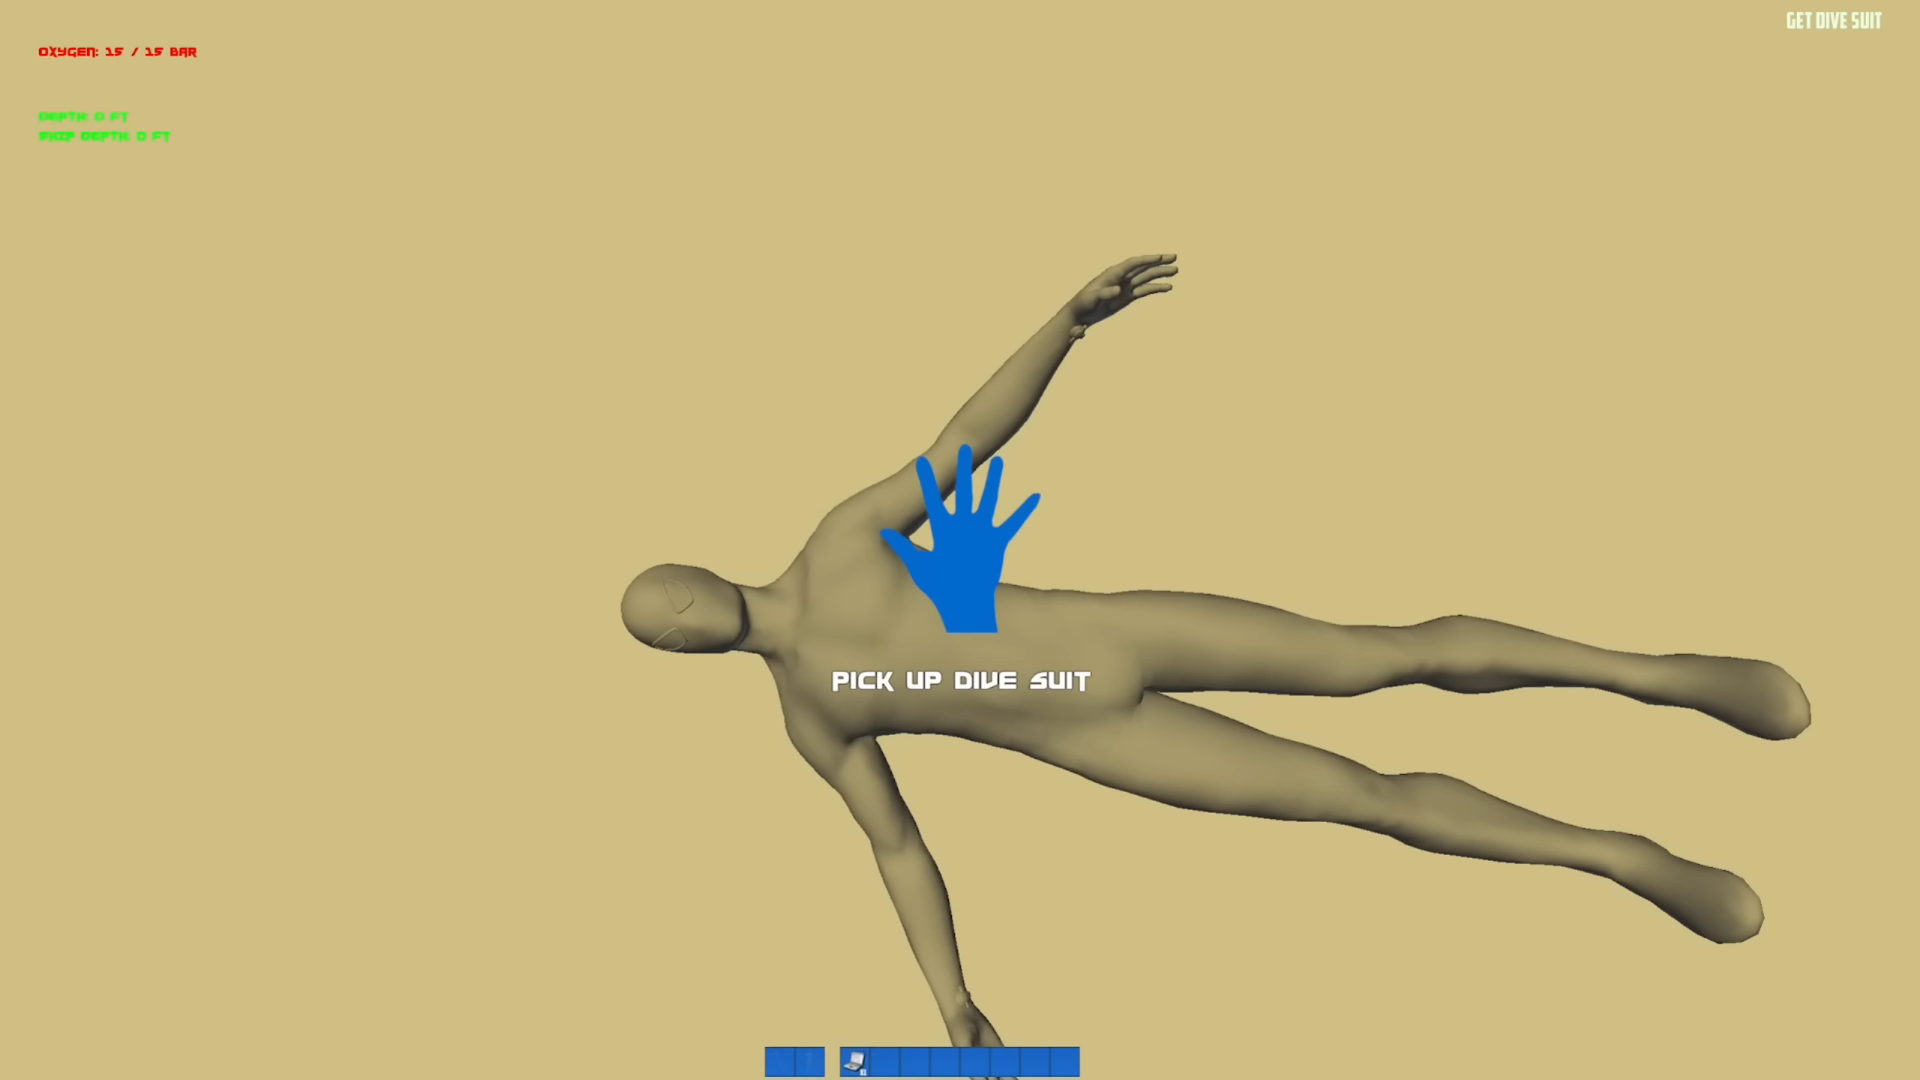 GET DIVE SUIT
OXYGEN: 15 / 15 BAR
DEPTH: 0 FT
SHIP DEPTH: 0 FT
PICK UP DIVE SUIT